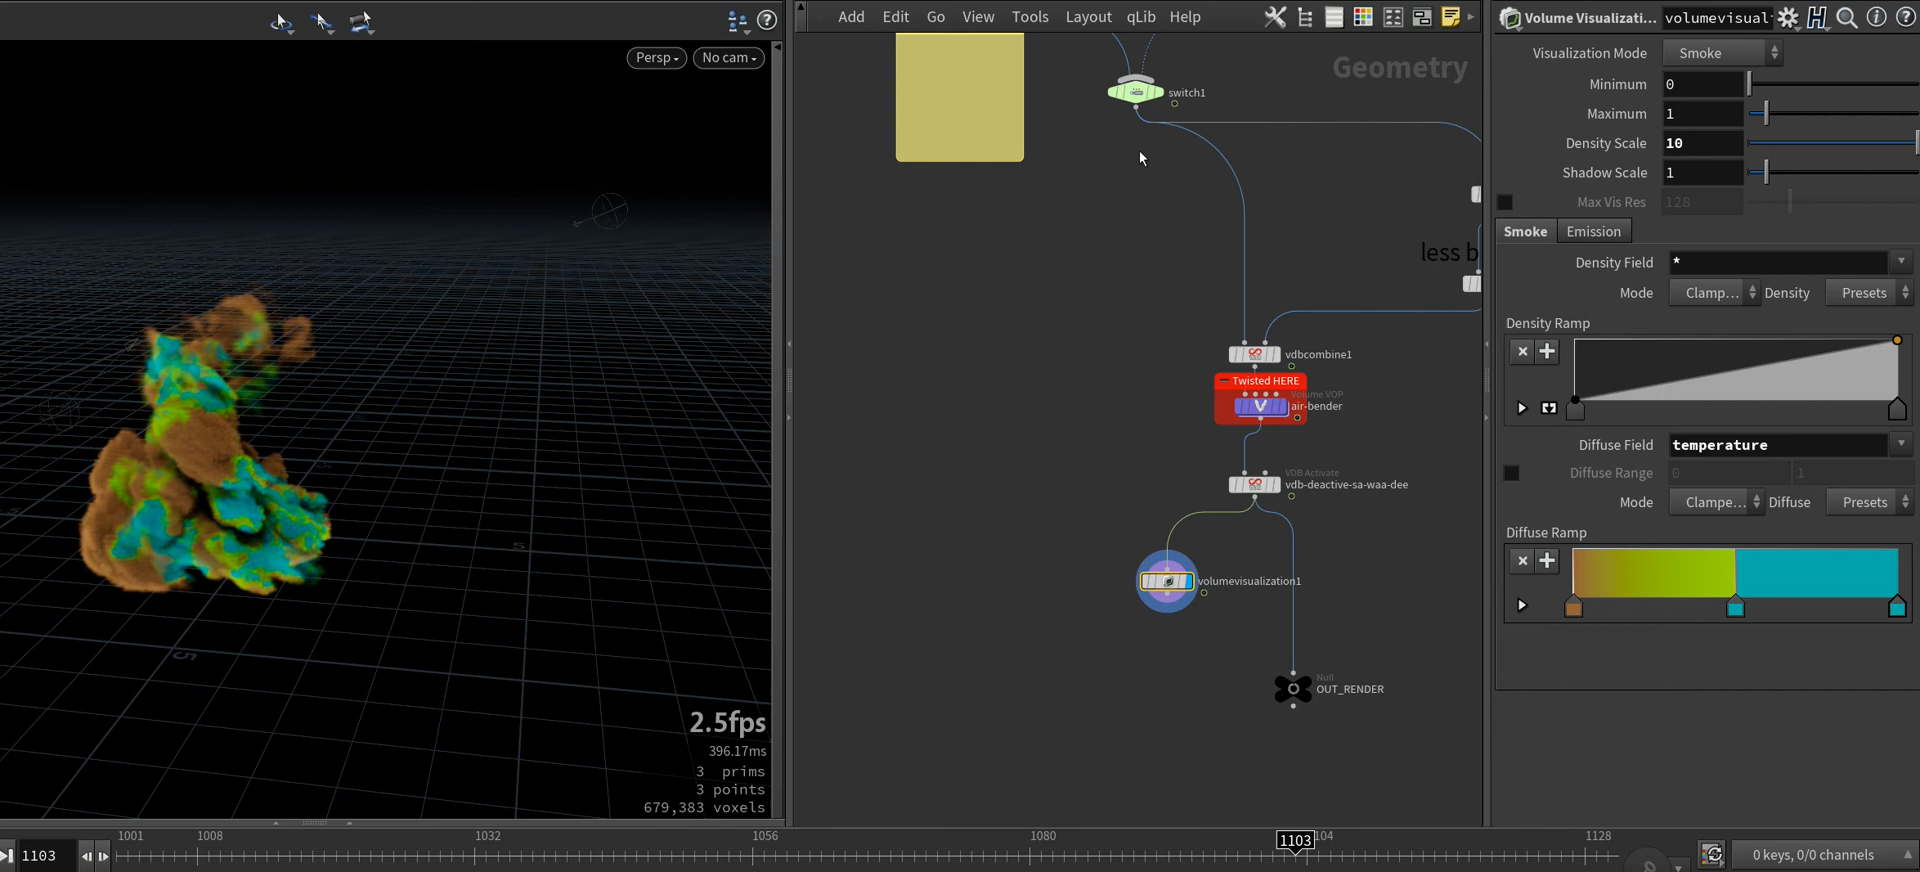 Persp
No cam
2.5fps
396.17ms
3 prims
3 points
679,383 voxels
Add Edit Go View Tools Layout qLib Help
Geometry
switch1
less b
vdbcombine1
Twisted HERE
Volume VOP
air-bender
VDB Activate
vdb-deactive-sa-waa-dee
volumevisualization1
Null
OUT_RENDER
Volume Visualizati... volumevisual
Visualization Mode Smoke
Minimum 0
Maximum 1
Density Scale 10
Shadow Scale 1
Max Vis Res 128
Smoke Emission
Density Field *
Mode Clamp... Density Presets
Density Ramp
Diffuse Field temperature
Diffuse Range 0 1
Mode Clampe... Diffuse Presets
Diffuse Ramp
1001 1008 1032 1056 1080 1103 104 1128
1103
0 keys, 0/0 channels